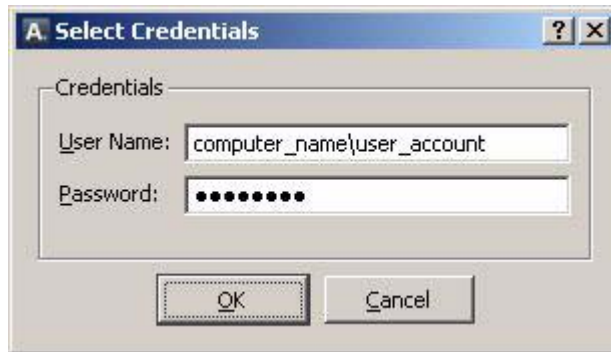 A. Select Credentials ? X
Credentials
User Name: computer_name\user_account
Password: ●●●●●●●●
OK Cancel